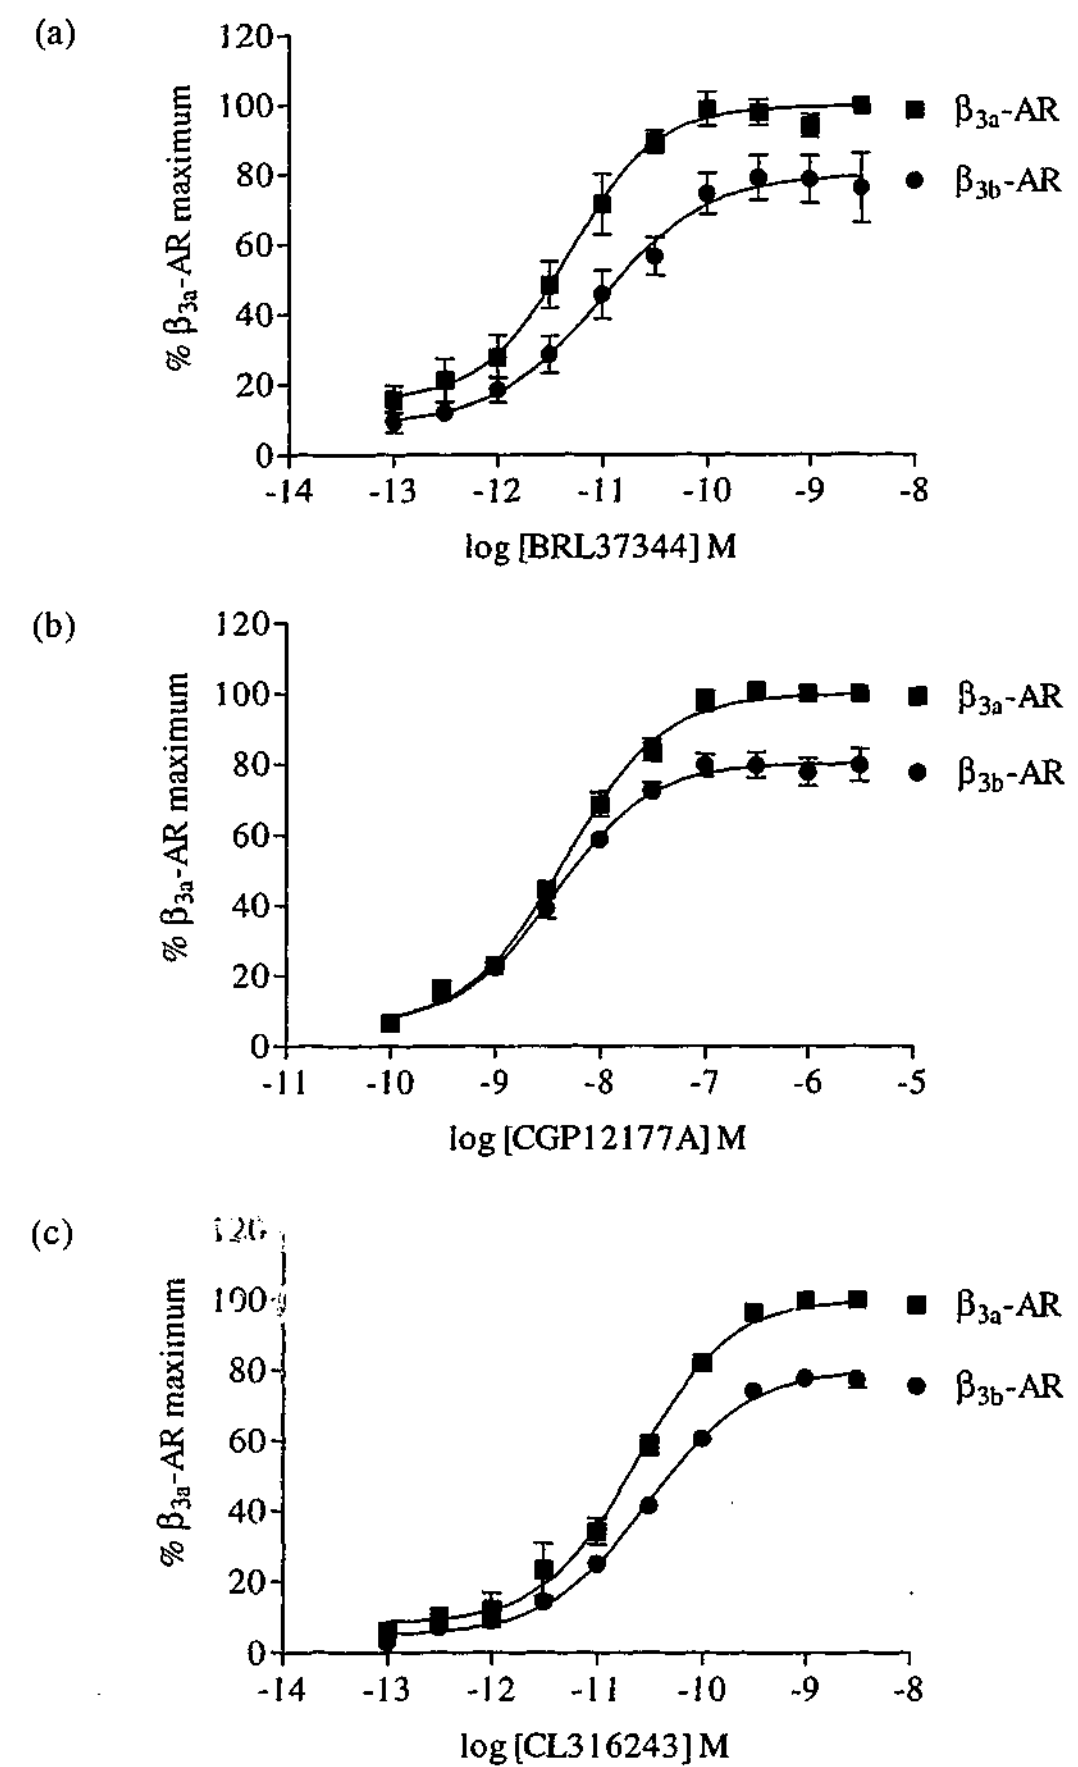 (a)
% β3a-AR maximum
120
100
80
60
40
20
0
-14 -13 -12 -11 -10 -9 -8
log [BRL37344] M
β3a-AR
β3b-AR
(b)
% β3a-AR maximum
120
100
80
60
40
20
0
-11 -10 -9 -8 -7 -6 -5
log [CGP12177A] M
β3a-AR
β3b-AR
(c)
% β3a-AR maximum
120
100
80
60
40
20
0
-14 -13 -12 -11 -10 -9 -8
log [CL316243] M
β3a-AR
β3b-AR